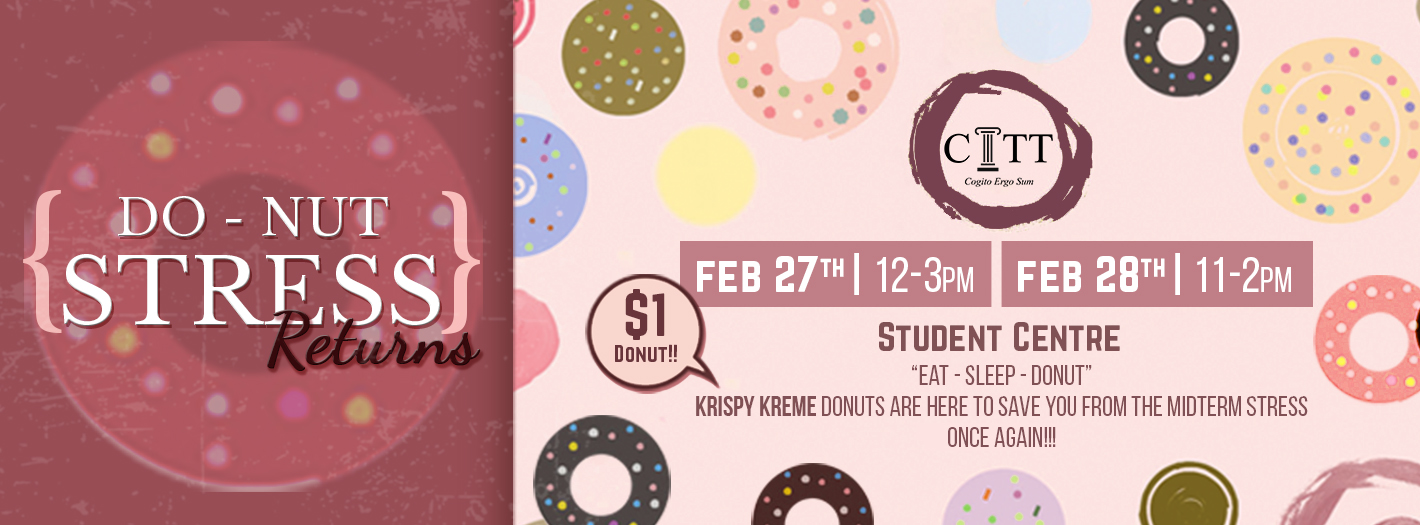 { DO - NUT
STRESS }
Returns
CITT
Cogito Ergo Sum
FEB 27TH | 12-3PM
FEB 28TH | 11-2PM
$1
DONUT!!
STUDENT CENTRE
“EAT - SLEEP - DONUT”
KRISPY KREME DONUTS ARE HERE TO SAVE YOU FROM THE MIDTERM STRESS
ONCE AGAIN!!!